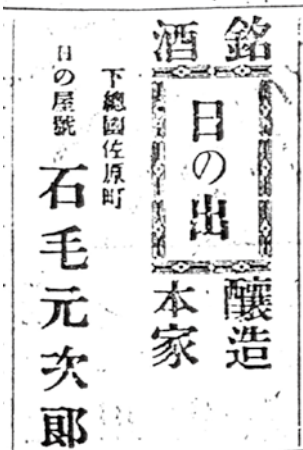 銘酒
日の出
醸造本家
下總國佐原町
日の屋號
石毛元次郎